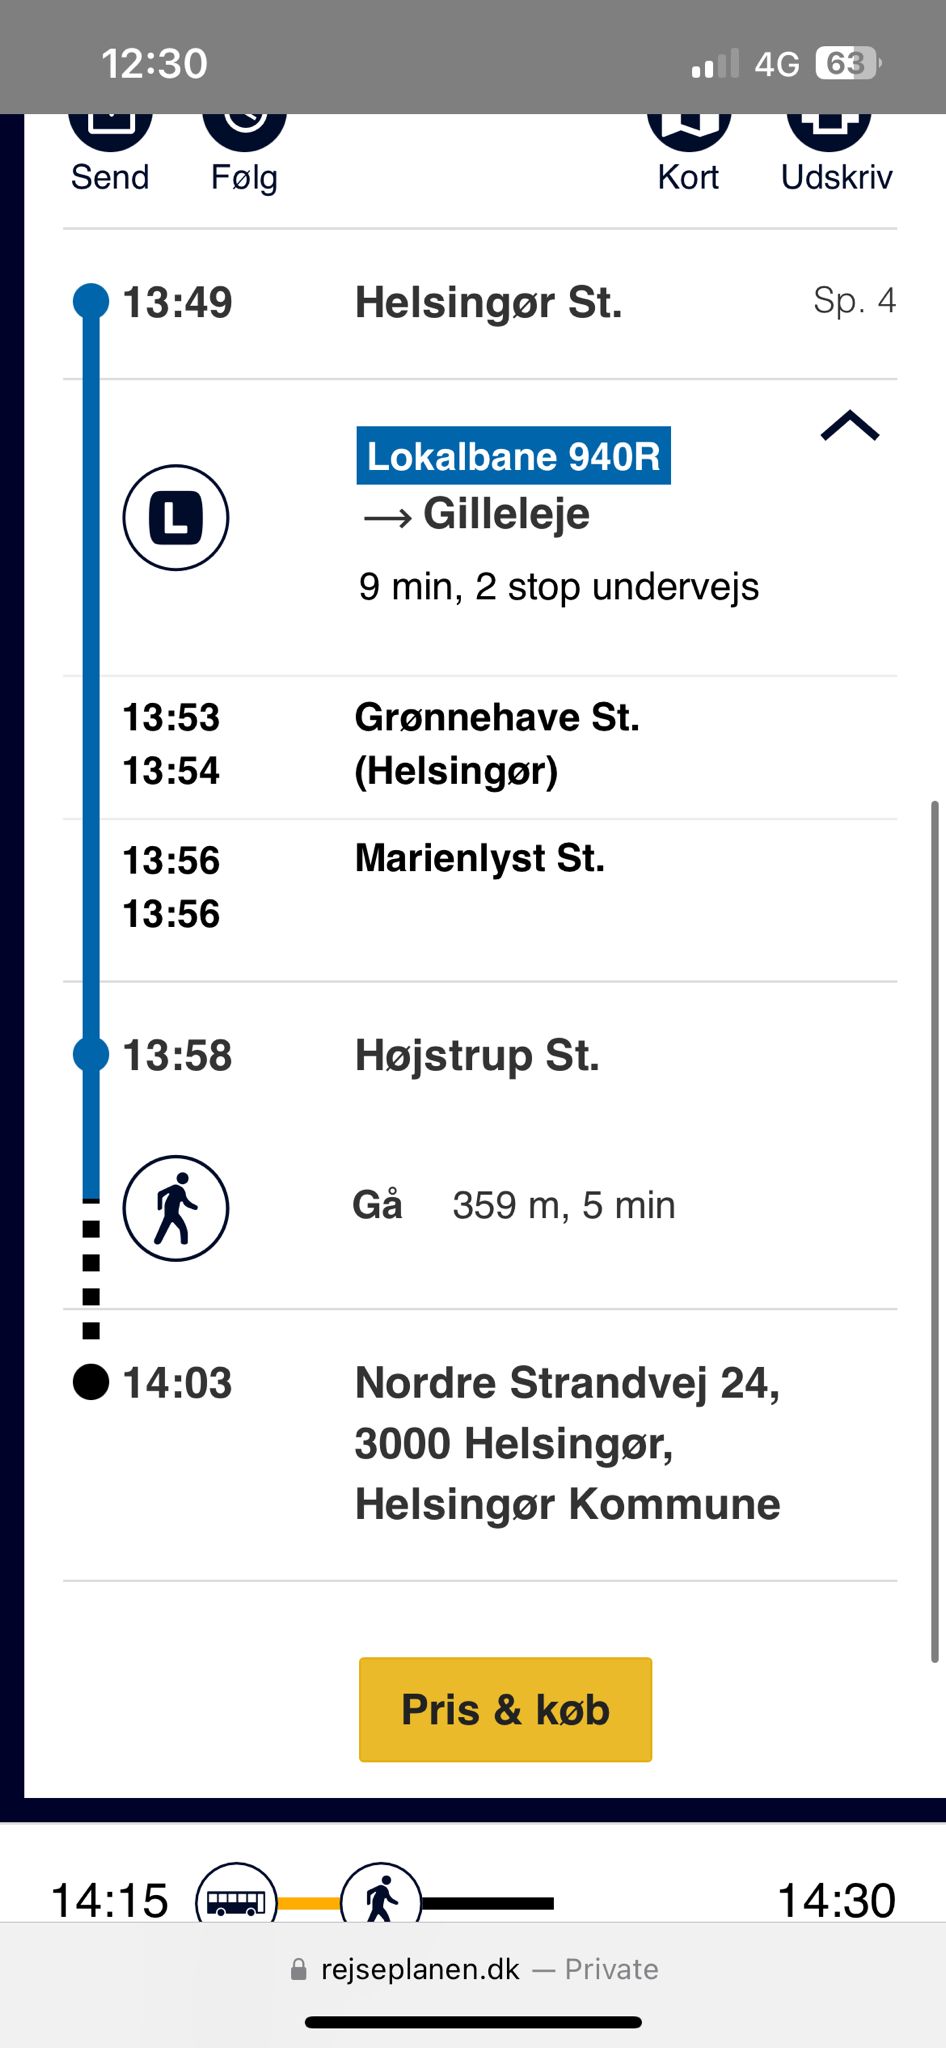 12:30
4G
63
Send
Følg
Kort
Udskriv
13:49
Helsingør St.
Sp. 4
Lokalbane 940R
→ Gilleleje
L
9 min, 2 stop undervejs
13:53
Grønnehave St.
13:54
(Helsingør)
13:56
Marienlyst St.
13:56
13:58
Højstrup St.
Gå
359 m, 5 min
14:03
Nordre Strandvej 24,
3000 Helsingør,
Helsingør Kommune
Pris & køb
14:15
14:30
rejseplanen.dk — Private